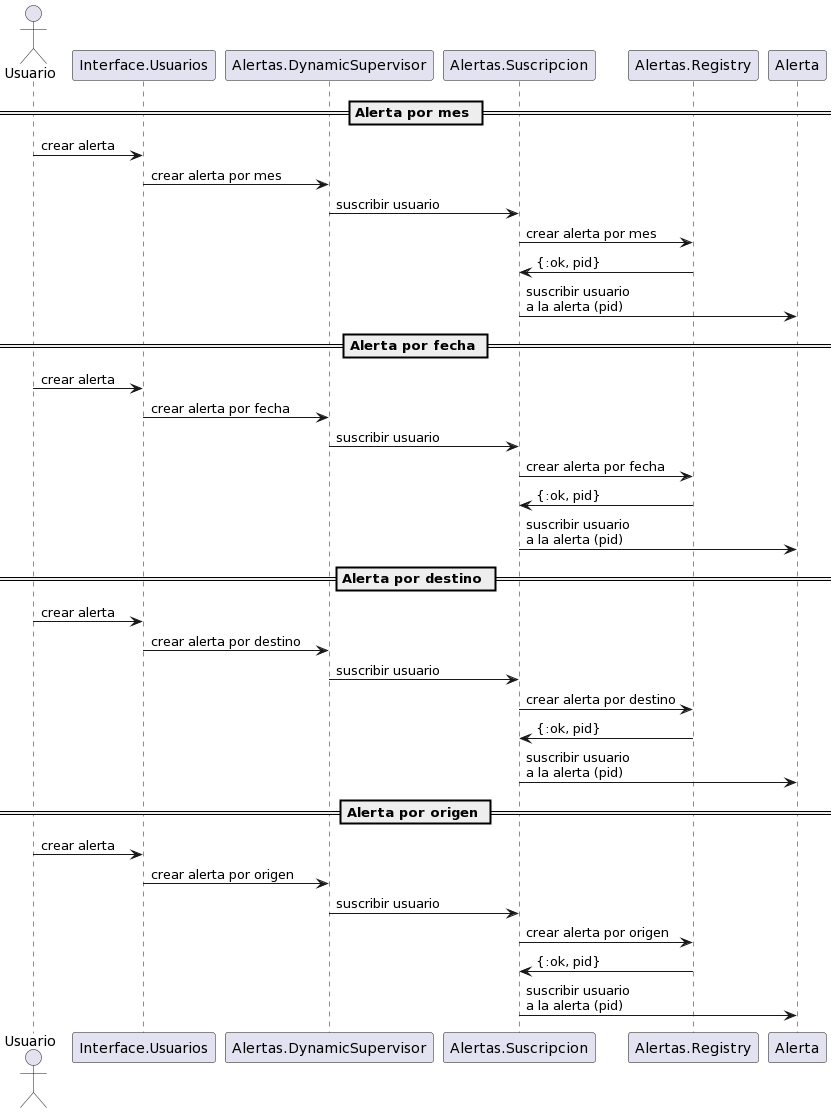 Usuario
Interface.Usuarios
Alertas.DynamicSupervisor
Alertas.Suscripcion
Alertas.Registry
Alerta
Alerta por mes
crear alerta
crear alerta por mes
suscribir usuario
crear alerta por mes
{:ok, pid}
suscribir usuario
a la alerta (pid)
Alerta por fecha
crear alerta
crear alerta por fecha
suscribir usuario
crear alerta por fecha
{:ok, pid}
suscribir usuario
a la alerta (pid)
Alerta por destino
crear alerta
crear alerta por destino
suscribir usuario
crear alerta por destino
{:ok, pid}
suscribir usuario
a la alerta (pid)
Alerta por origen
crear alerta
crear alerta por origen
suscribir usuario
crear alerta por origen
{:ok, pid}
suscribir usuario
a la alerta (pid)
Usuario
Interface.Usuarios
Alertas.DynamicSupervisor
Alertas.Suscripcion
Alertas.Registry
Alerta